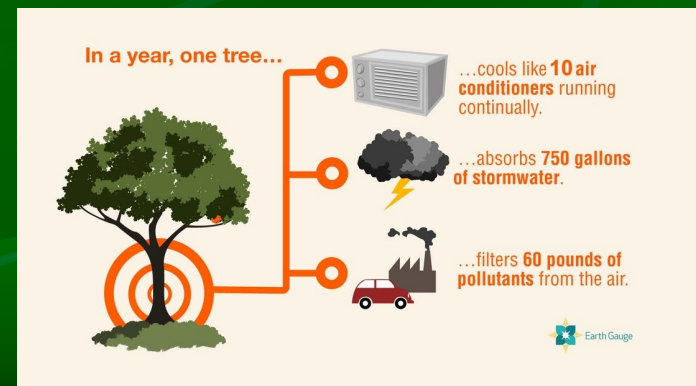 In a year, one tree…
…cools like 10 air
conditioners running
continually.
…absorbs 750 gallons
of stormwater.
…filters 60 pounds of
pollutants from the air.
Earth Gauge